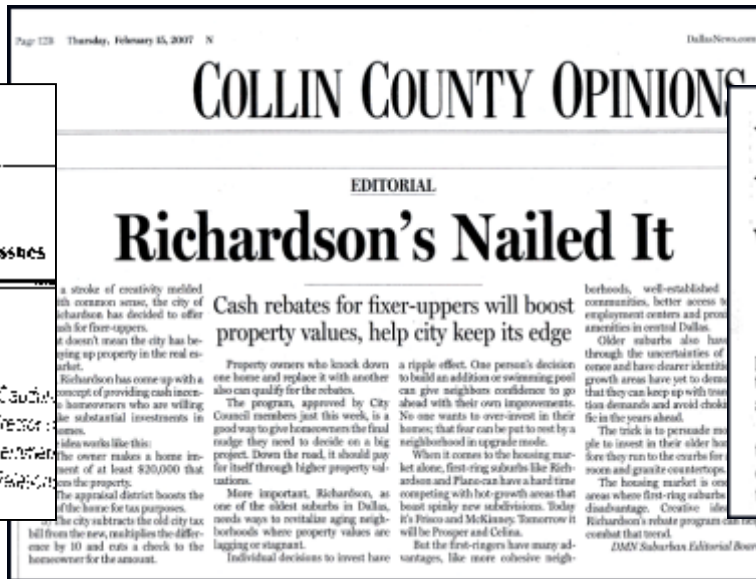 Page 12B Thursday, February 15, 2007 N
DallasNews.com
COLLIN COUNTY OPINIONS
EDITORIAL
Richardson's Nailed It
a stroke of creativity melded
ith common sense, the city of
ichardson has decided to offer
ash for fixer-uppers.
t doesn't mean the city has be-
ying up property in the real es-
arket.
Richardson has come up with a
concept of providing cash incen-
homeowners who are willing
ke substantial investments in
omes.
idea works like this:
The owner makes a home im-
ment of at least $20,000 that
the property.
The appraisal district boosts the
of the home for tax purposes.
The city subtracts the old city tax
bill from the new, multiplies the differ-
ence by 10 and cuts a check to the
homeowner for the amount.
Cash rebates for fixer-uppers will boost
property values, help city keep its edge
Property owners who knock down
one home and replace it with another
also can qualify for the rebates.
The program, approved by City
Council members just this week, is a
good way to give homeowners the final
nudge they need to decide on a big
project. Down the road, it should pay
for itself through higher property val-
uations.
More important, Richardson, as
one of the oldest suburbs in Dallas,
needs ways to revitalize aging neigh-
borhoods where property values are
lagging or stagnant.
Individual decisions to invest have
a ripple effect. One person's decision
to build an addition or swimming pool
can give neighbors confidence to go
ahead with their own improvements.
No one wants to over-invest in their
homes; that fear can be put to rest by a
neighborhood in upgrade mode.
When it comes to the housing mar-
ket alone, first-ring suburbs like Rich-
ardson and Plano can have a hard time
competing with hot-growth areas that
boast spinky new subdivisions. Today
it's Frisco and McKinney. Tomorrow it
will be Prosper and Celina.
But the first-ringers have many ad-
vantages, like more cohesive neigh-
borhoods, well-established
communities, better access t
employment centers and prox
amenities in central Dallas.
Older suburbs also hav
through the uncertainties of
cence and have clearer identiti
growth areas have yet to demo
that they can keep up with tran
tion demands and avoid choki
fic in the years ahead.
The trick is to persuade mo
ple to invest in their older ho
fore they run to the exurbs for
room and granite countertops.
The housing market is one
areas where first-ring suburbs
disadvantage. Creative ide
Richardson's rebate program can he
combat that trend.
DMN Suburban Editorial Boar